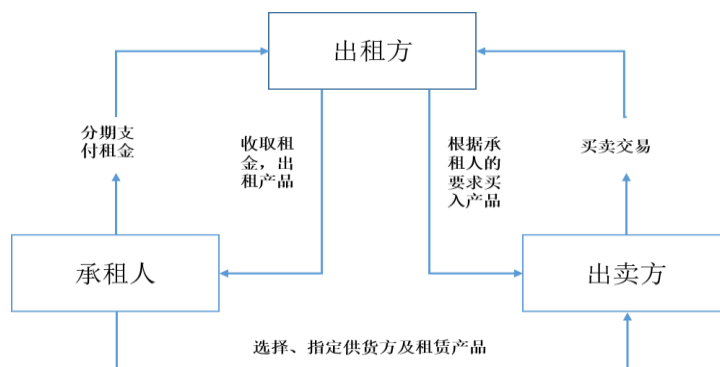 出租方
分期支
付租金
收取租
金，出
租产品
根据承
租人的
要求买
入产品
买卖交易
承租人
出卖方
选择、指定供货方及租赁产品